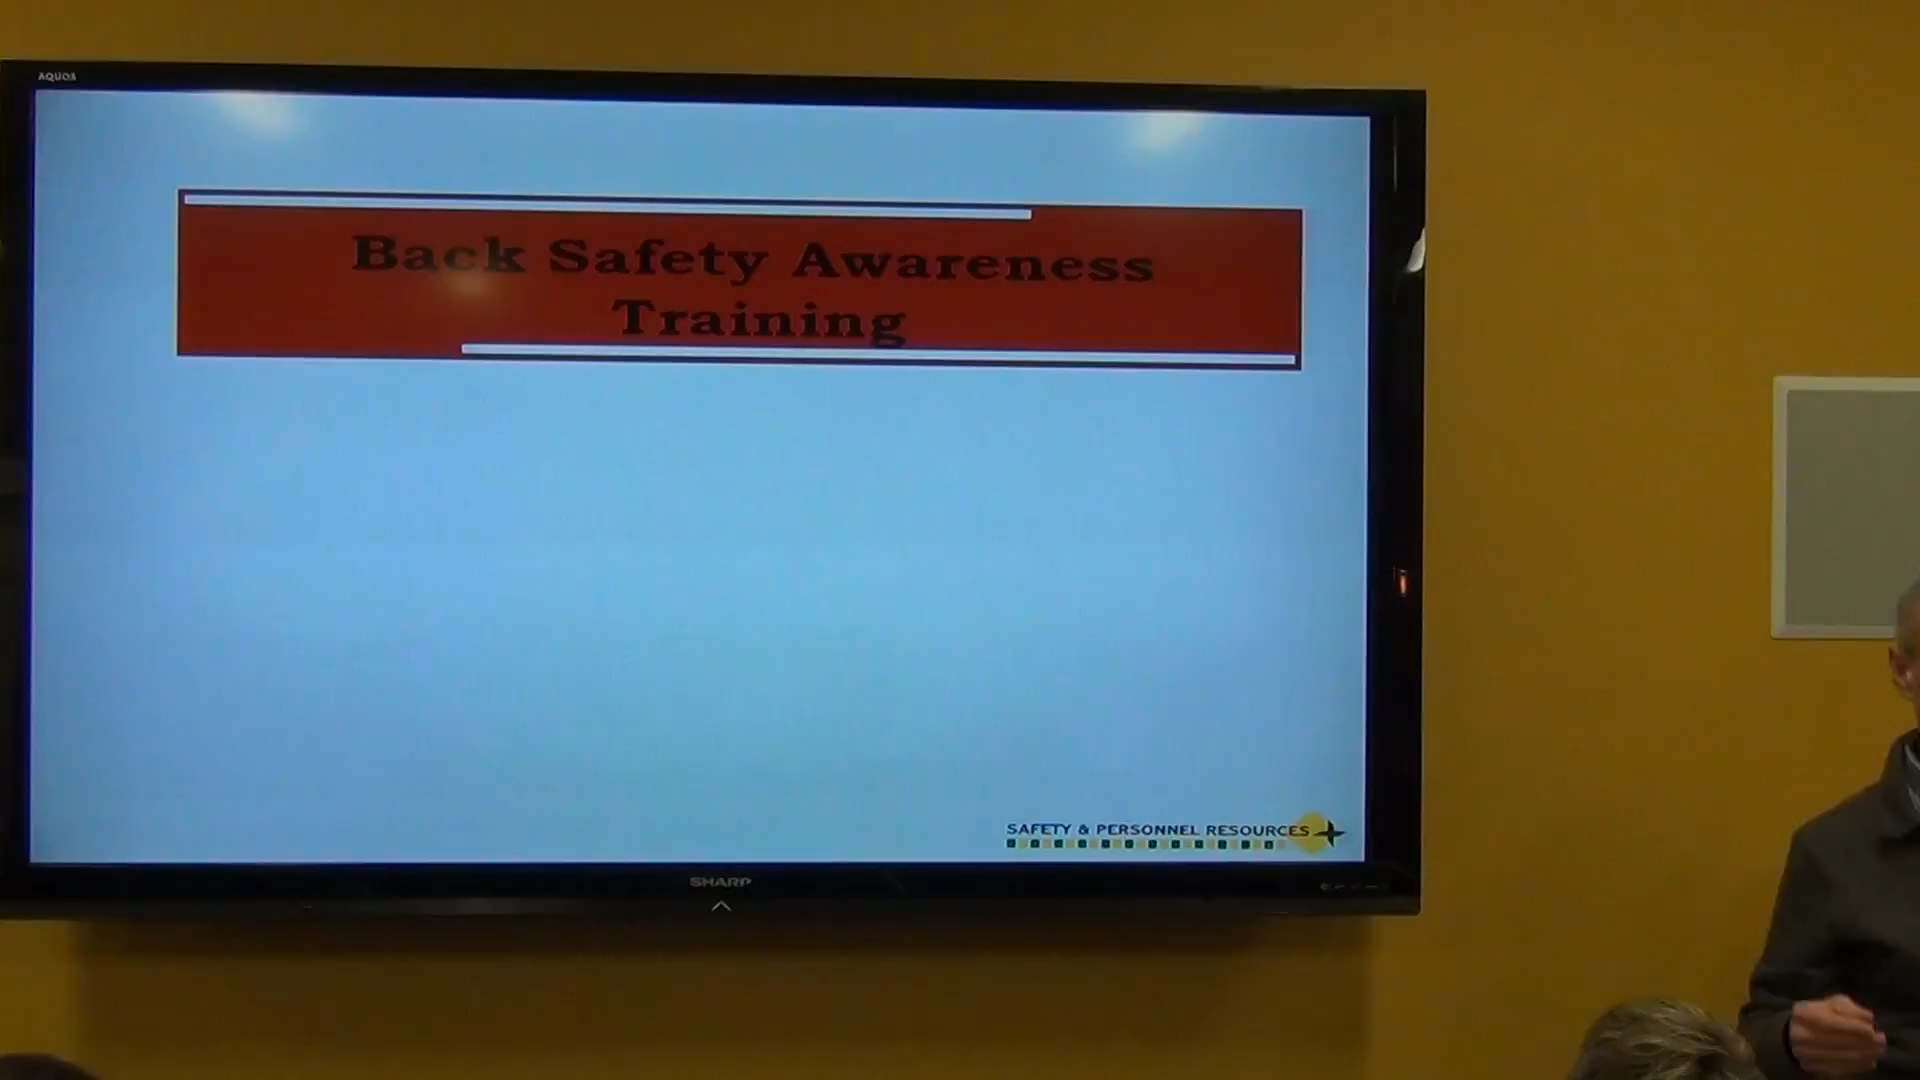 AQUOS
Back Safety Awareness
Training
SAFETY & PERSONNEL RESOURCES
SHARP